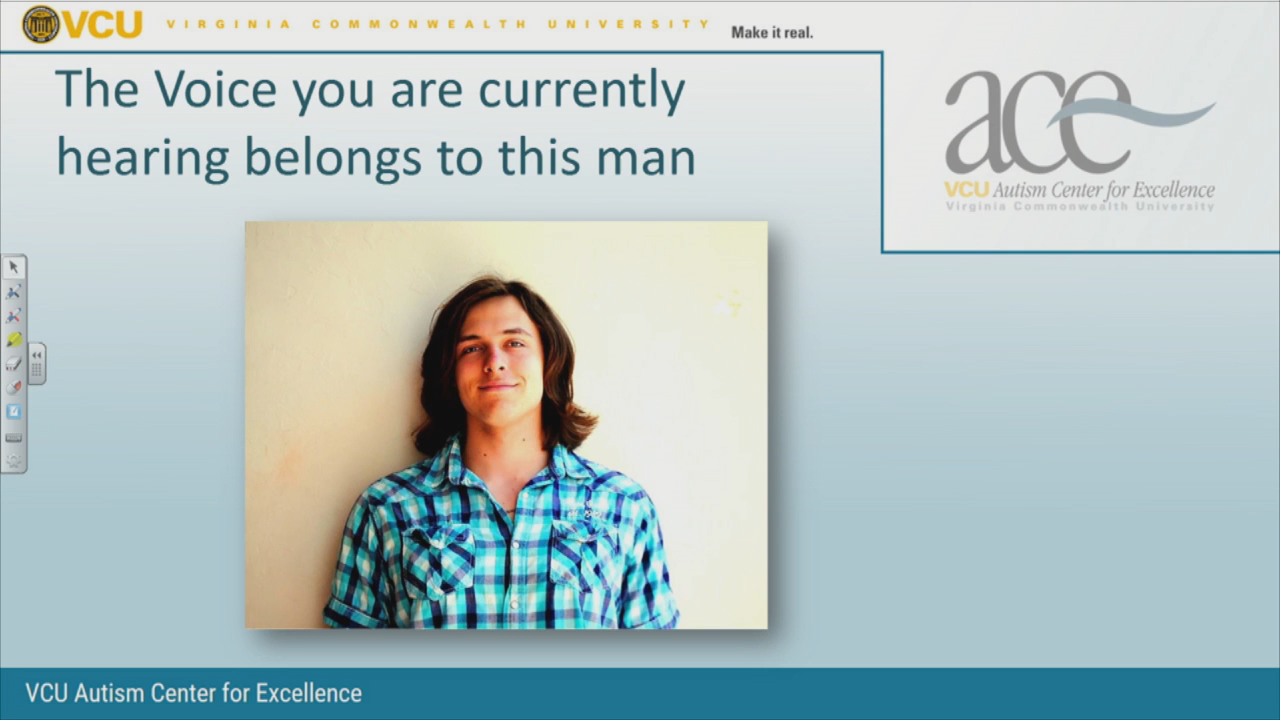 VCU VIRGINIA COMMONWEALTH UNIVERSITY Make it real.
The Voice you are currently
hearing belongs to this man
ace
VCU Autism Center for Excellence
Virginia Commonwealth University
VCU Autism Center for Excellence